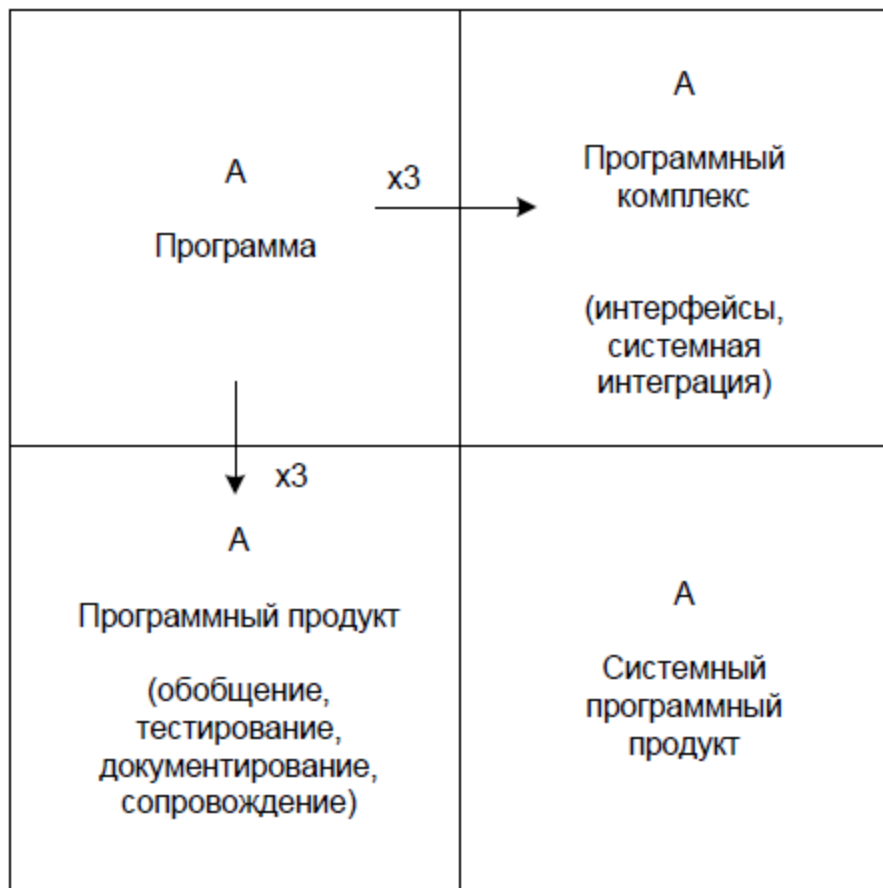 А
Программа
х3
А
Программный
комплекс
(интерфейсы,
системная
интеграция)
х3
А
Программный продукт
(обобщение,
тестирование,
документирование,
сопровождение)
А
Системный
программный
продукт